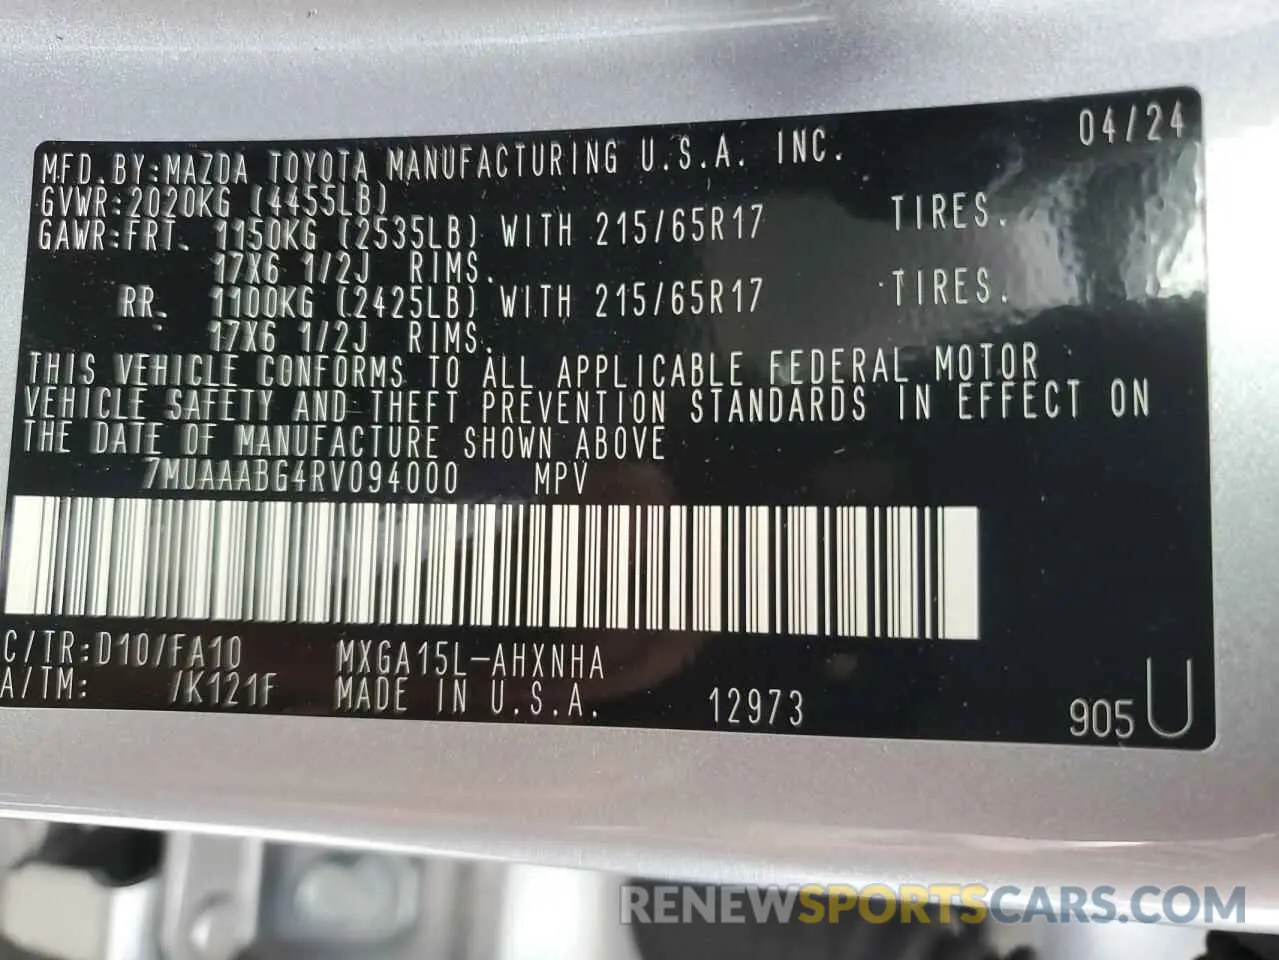 MFD.BY:MAZDA TOYOTA MANUFACTURING U.S.A. INC. 04/24
GVWR:2020KG (4455LB)
GAWR:FRT. 1150KG (2535LB) WITH 215/65R17 TIRES.
17X6 1/2J RIMS.
RR. 1100KG (2425LB) WITH 215/65R17 TIRES.
17X6 1/2J RIMS.
THIS VEHICLE CONFORMS TO ALL APPLICABLE FEDERAL MOTOR
VEHICLE SAFETY AND THEFT PREVENTION STANDARDS IN EFFECT ON
THE DATE OF MANUFACTURE SHOWN ABOVE
7MUAAABG4RV094000 MPV
C/TR:D10/FA10 MXGA15L-AHXNHA
A/TM: /K121F MADE IN U.S.A. 12973 905 U
RENEWSPORTSCARS.COM